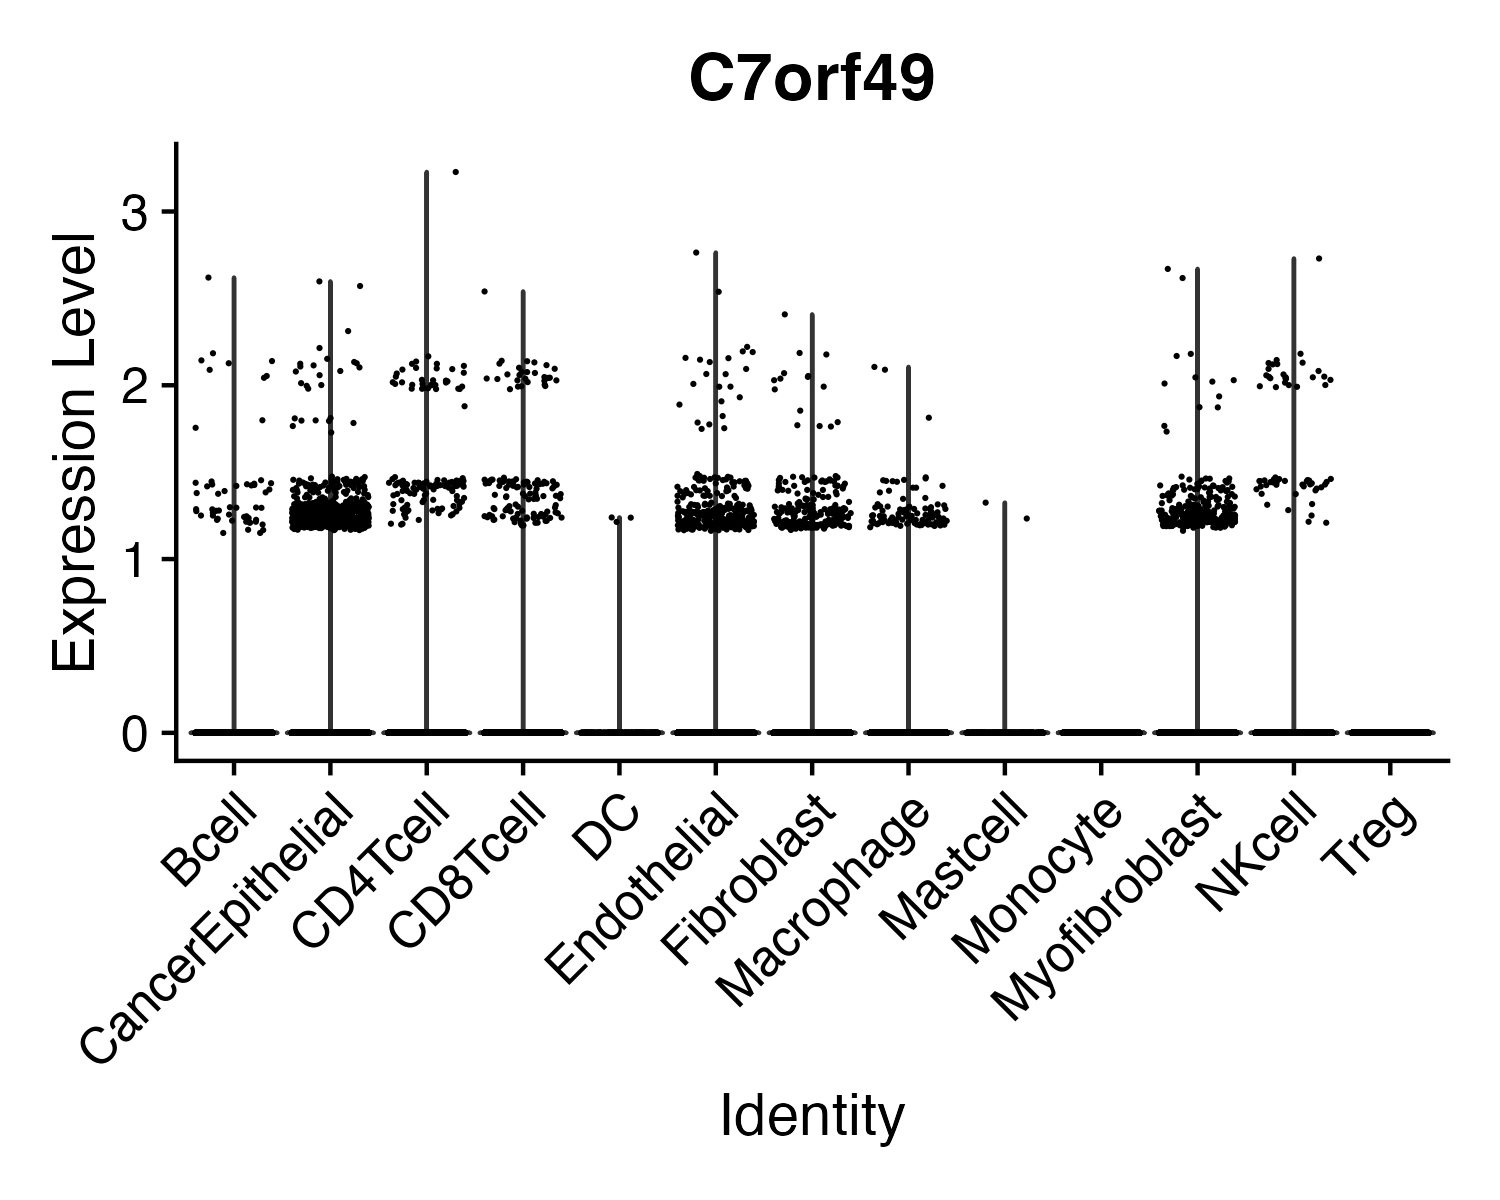 C7orf49
Expression Level
3
2
1
0
Bcell
CancerEpithelial
CD4Tcell
CD8Tcell
DC
Endothelial
Fibroblast
Macrophage
Mastcell
Monocyte
Myofibroblast
NKcell
Treg
Identity